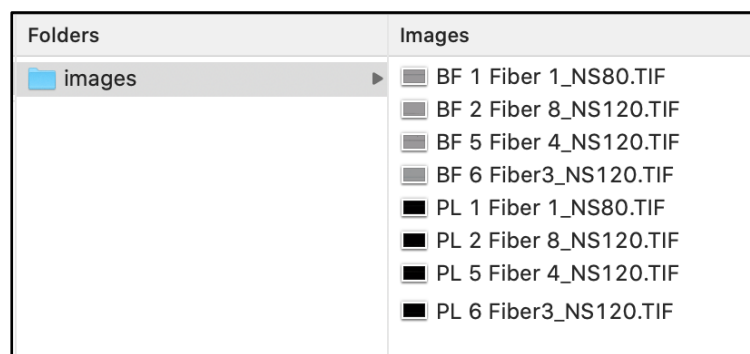 Folders
images
Images
BF 1 Fiber 1_NS80.TIF
BF 2 Fiber 8_NS120.TIF
BF 5 Fiber 4_NS120.TIF
BF 6 Fiber3_NS120.TIF
PL 1 Fiber 1_NS80.TIF
PL 2 Fiber 8_NS120.TIF
PL 5 Fiber 4_NS120.TIF
PL 6 Fiber3_NS120.TIF